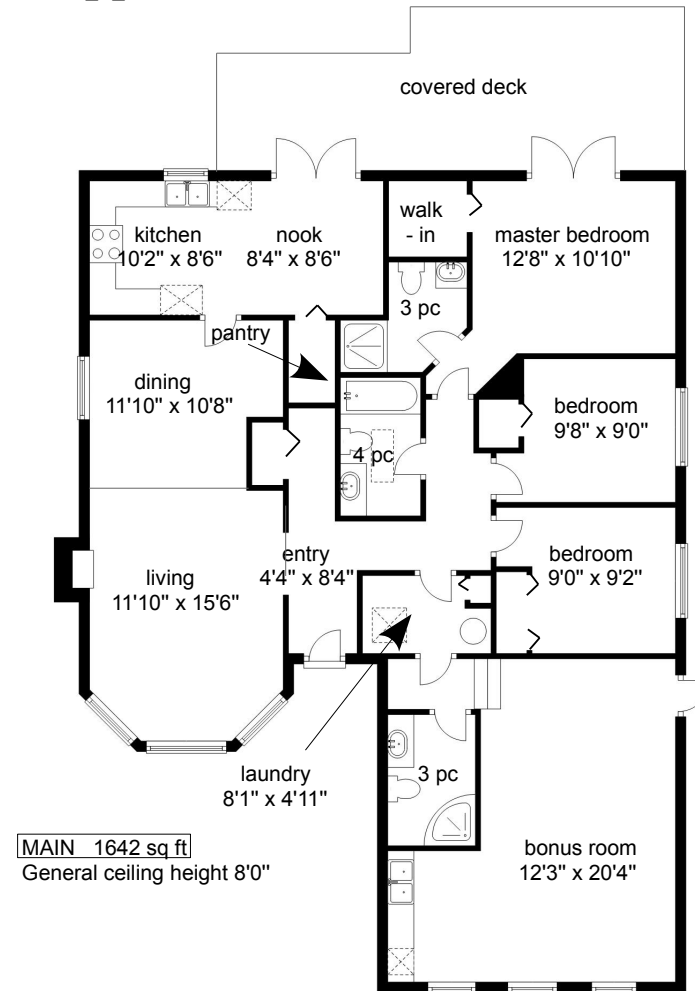 covered deck
kitchen
10'2" x 8'6"
nook
8'4" x 8'6"
walk
- in
master bedroom
12'8" x 10'10"
3 pc
pantry
dining
11'10" x 10'8"
bedroom
9'8" x 9'0"
4 pc
entry
4'4" x 8'4"
bedroom
9'0" x 9'2"
living
11'10" x 15'6"
laundry
8'1" x 4'11"
3 pc
bonus room
12'3" x 20'4"
MAIN 1642 sq ft
General ceiling height 8'0"